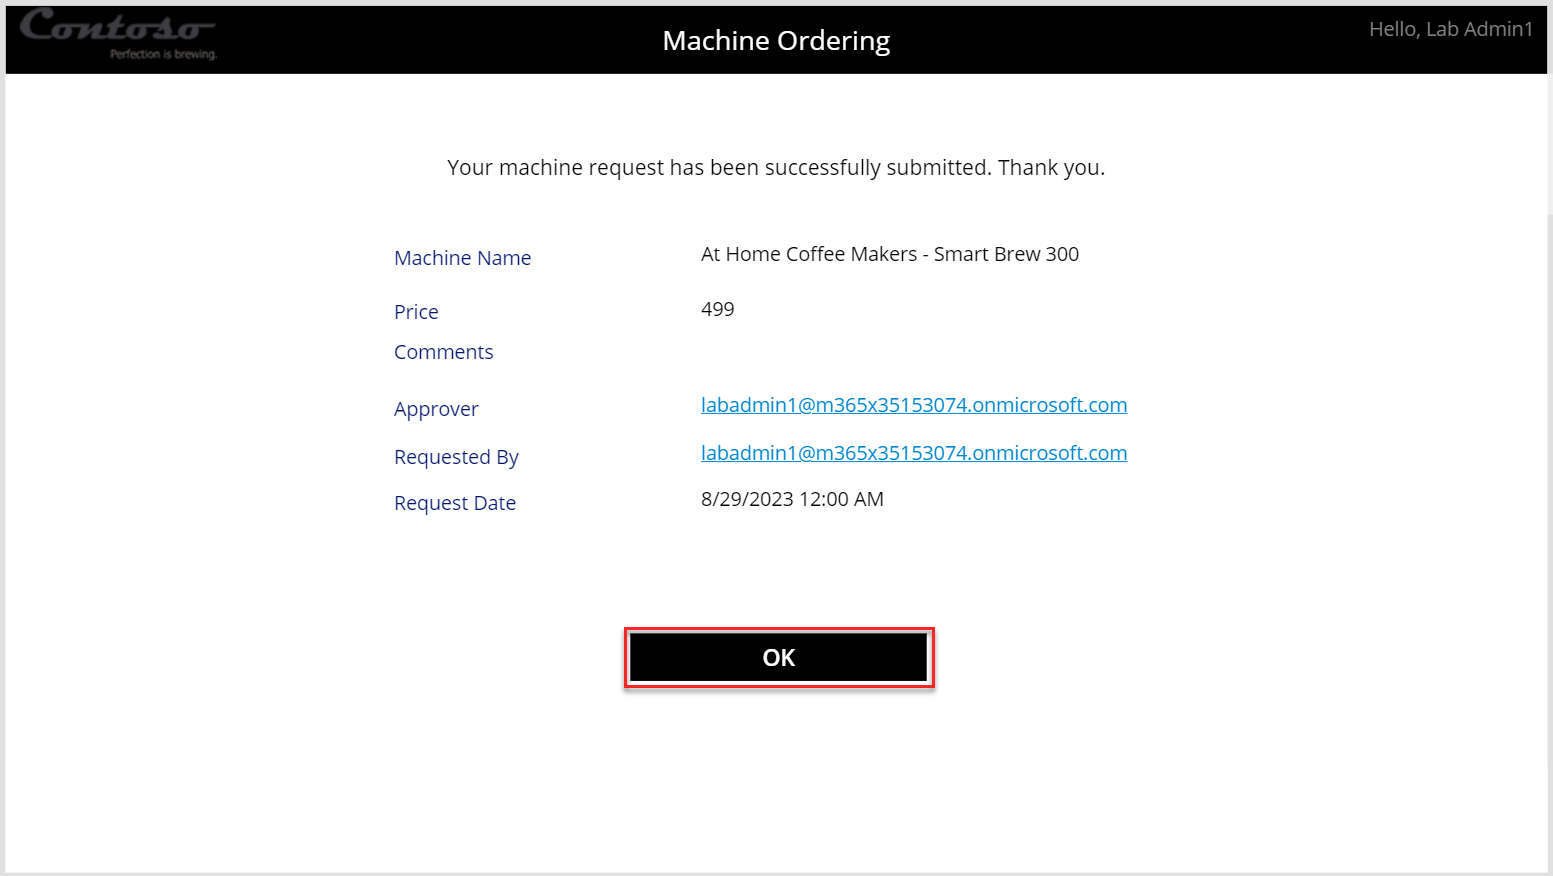 Contoso
Perfection is brewing.
Machine Ordering
Hello, Lab Admin1
Your machine request has been successfully submitted. Thank you.
Machine Name At Home Coffee Makers - Smart Brew 300
Price 499
Comments
Approver labadmin1@m365x35153074.onmicrosoft.com
Requested By labadmin1@m365x35153074.onmicrosoft.com
Request Date 8/29/2023 12:00 AM
OK